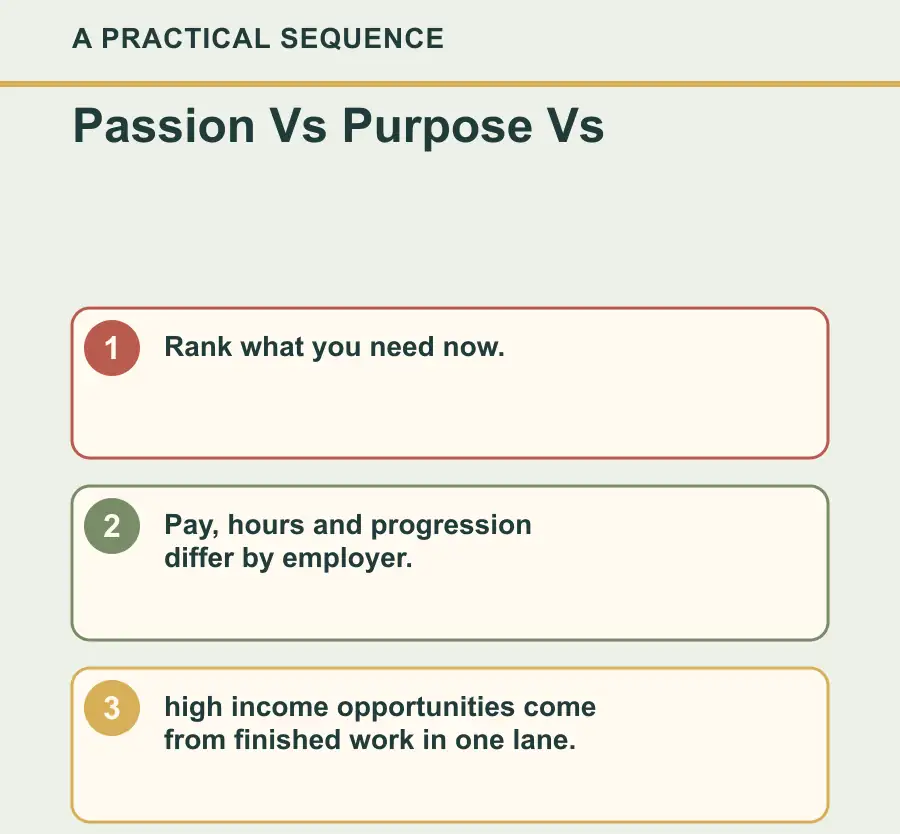 A PRACTICAL SEQUENCE
Passion Vs Purpose Vs
1
Rank what you need now.
2
Pay, hours and progression
differ by employer.
3
high income opportunities come
from finished work in one lane.